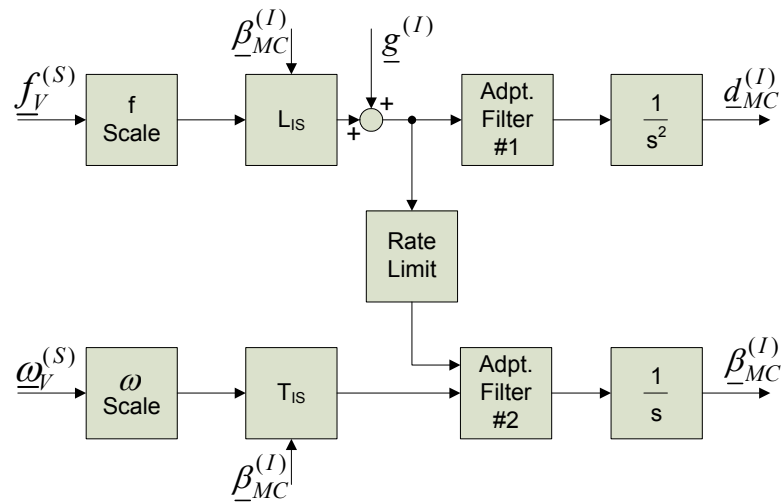 β_MC^(I)
g^(I)
f_V^(S)
f
Scale
L_IS
+
+
Adpt.
Filter
#1
1
s²
d_MC^(I)
Rate
Limit
ω_V^(S)
ω
Scale
T_IS
Adpt.
Filter
#2
1
s
β_MC^(I)
β_MC^(I)